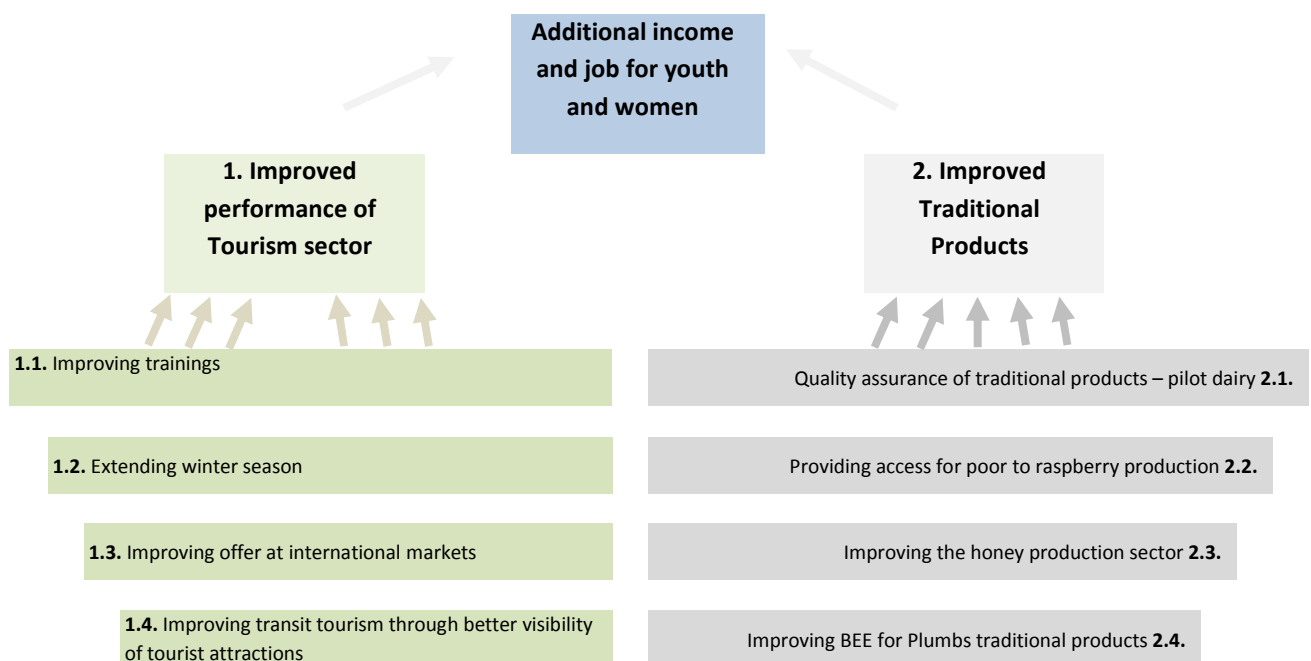 Additional income
and job for youth
and women
1. Improved
performance of
Tourism sector
2. Improved
Traditional
Products
1.1. Improving trainings
Quality assurance of traditional products – pilot dairy 2.1.
1.2. Extending winter season
Providing access for poor to raspberry production 2.2.
1.3. Improving offer at international markets
Improving the honey production sector 2.3.
1.4. Improving transit tourism through better visibility
of tourist attractions
Improving BEE for Plumbs traditional products 2.4.